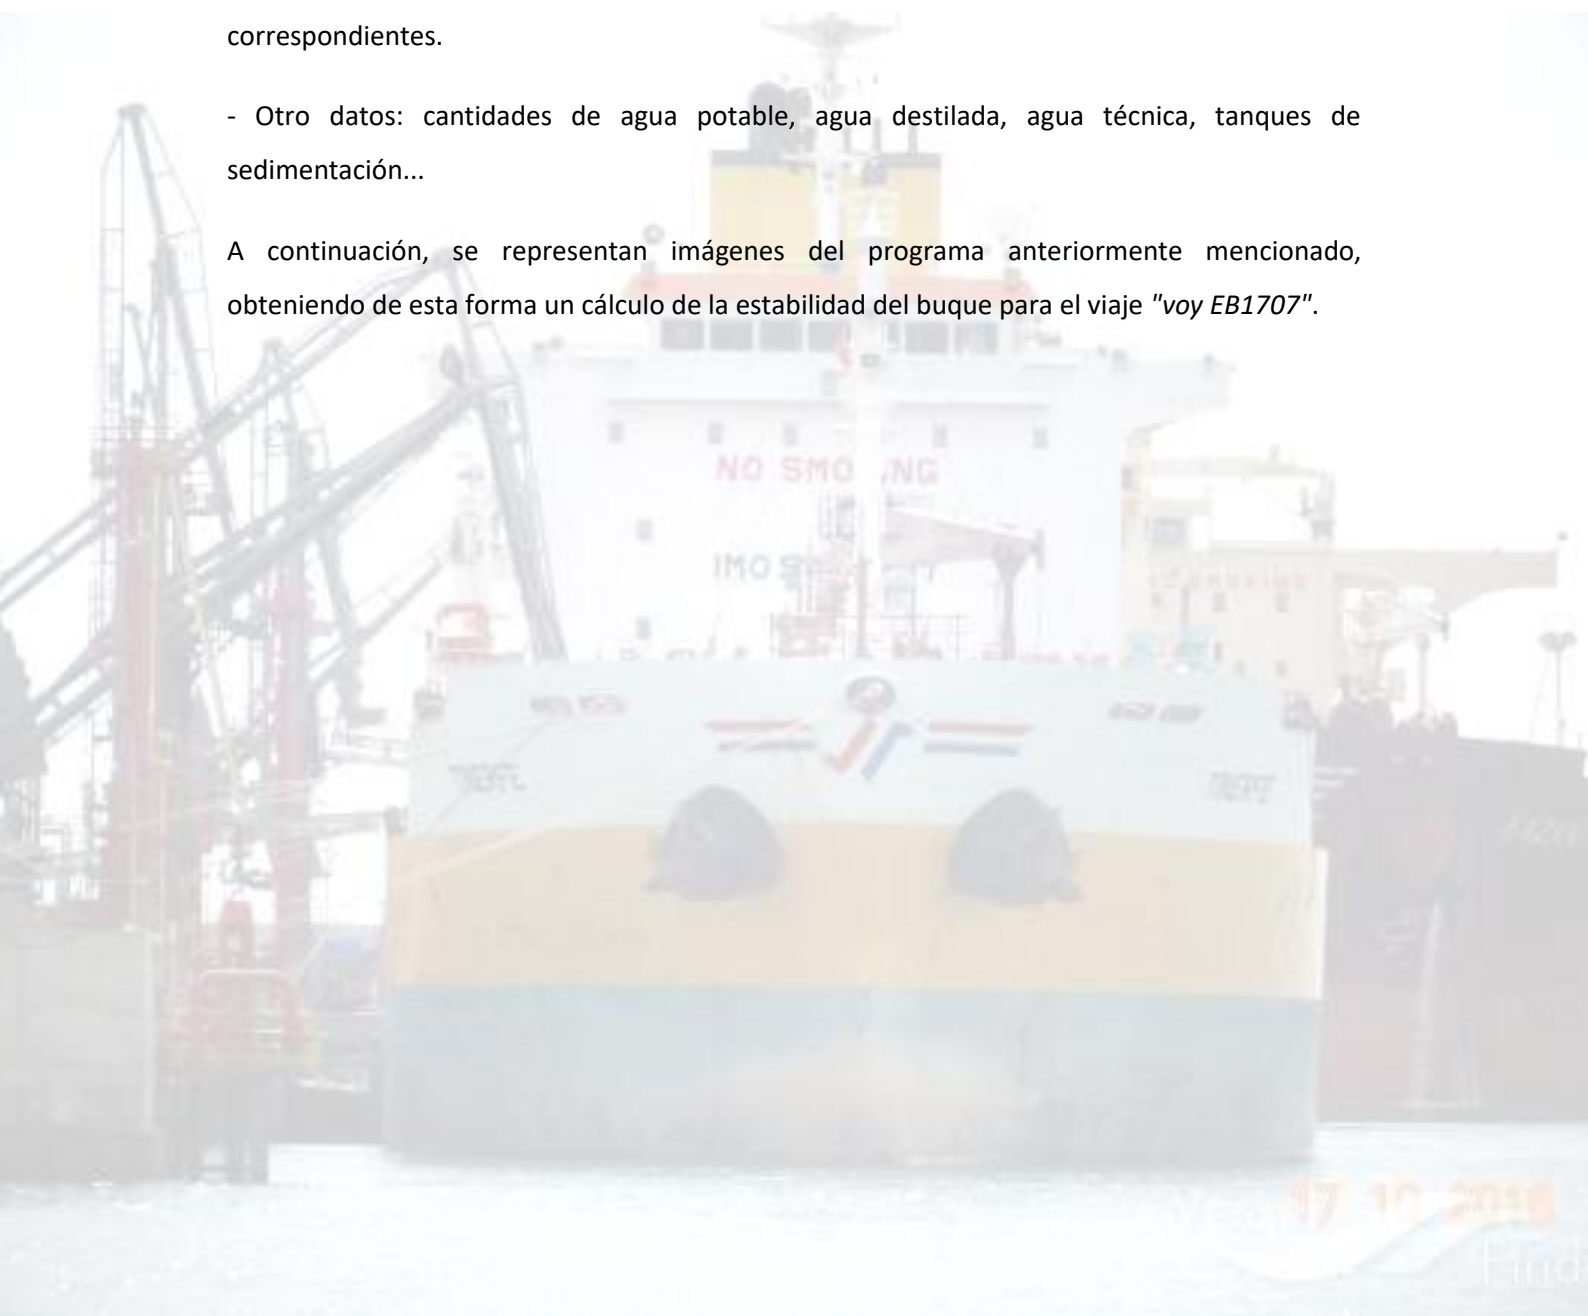 correspondientes.
- Otro datos: cantidades de agua potable, agua destilada, agua técnica, tanques de
sedimentación...
A continuación, se representan imágenes del programa anteriormente mencionado,
obteniendo de esta forma un cálculo de la estabilidad del buque para el viaje "voy EB1707".
NO SMO NG
IMO S
17 10